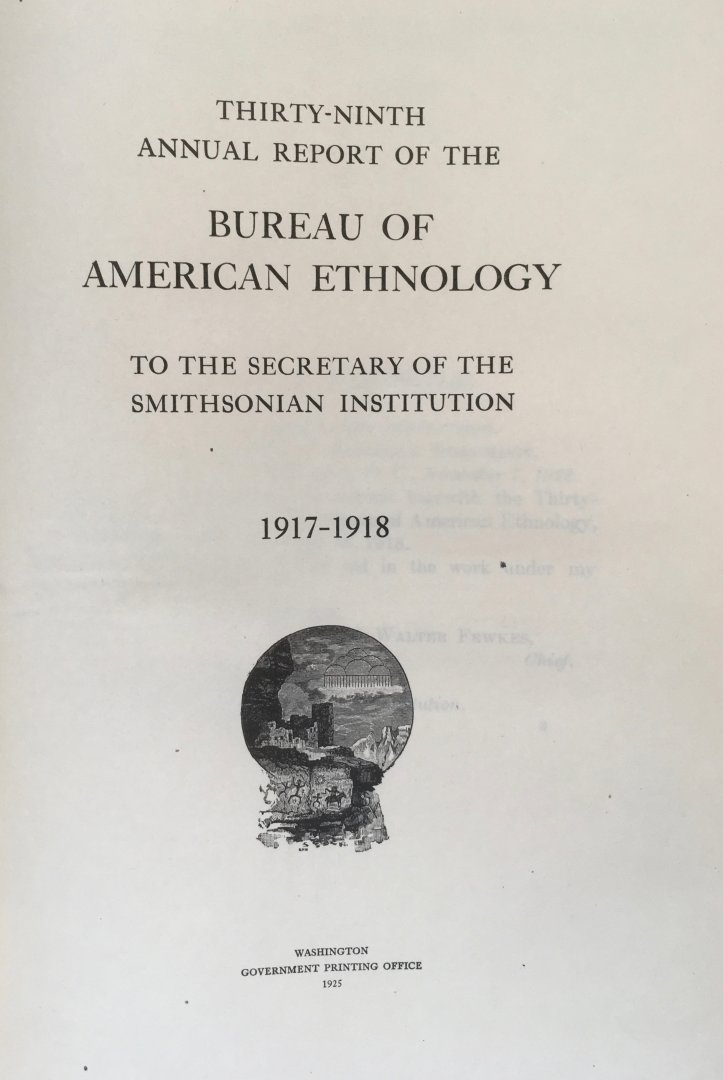 THIRTY-NINTH
ANNUAL REPORT OF THE
BUREAU OF
AMERICAN ETHNOLOGY
TO THE SECRETARY OF THE
SMITHSONIAN INSTITUTION
1917-1918
WASHINGTON
GOVERNMENT PRINTING OFFICE
1925